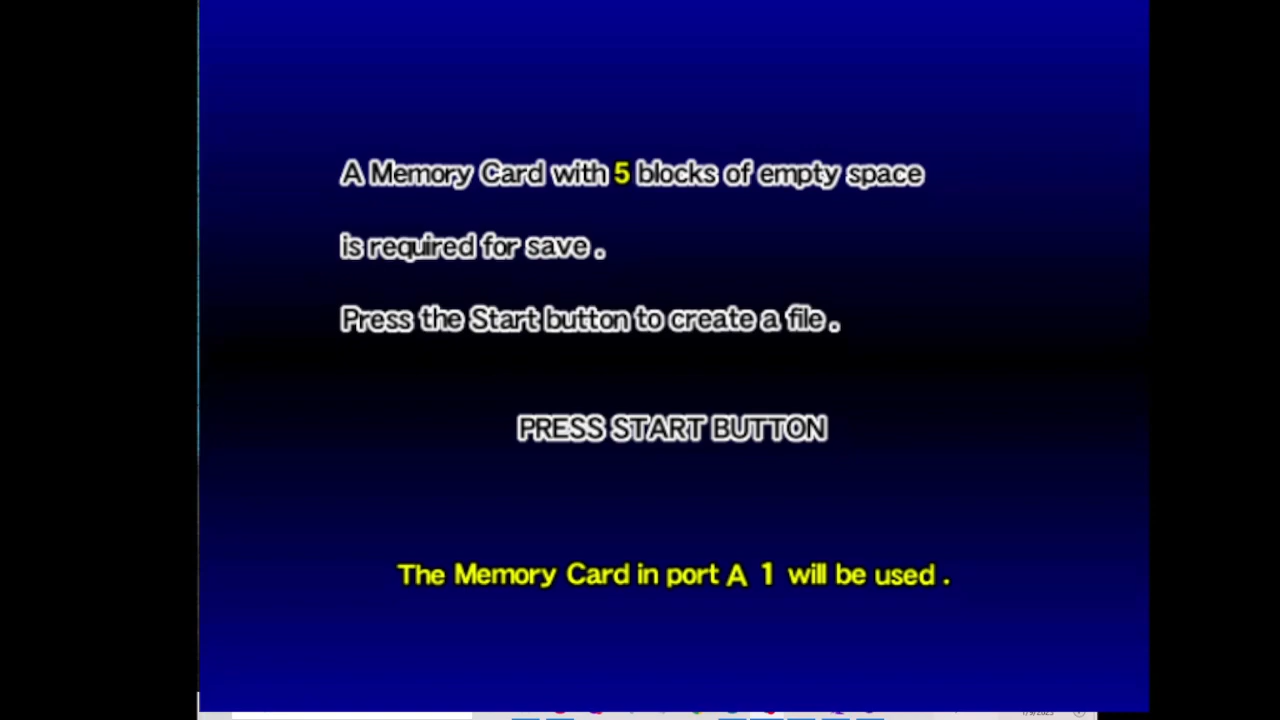 A Memory Card with 5 blocks of empty space
is required for save .
Press the Start button to create a file .
PRESS START BUTTON
The Memory Card in port A 1 will be used .